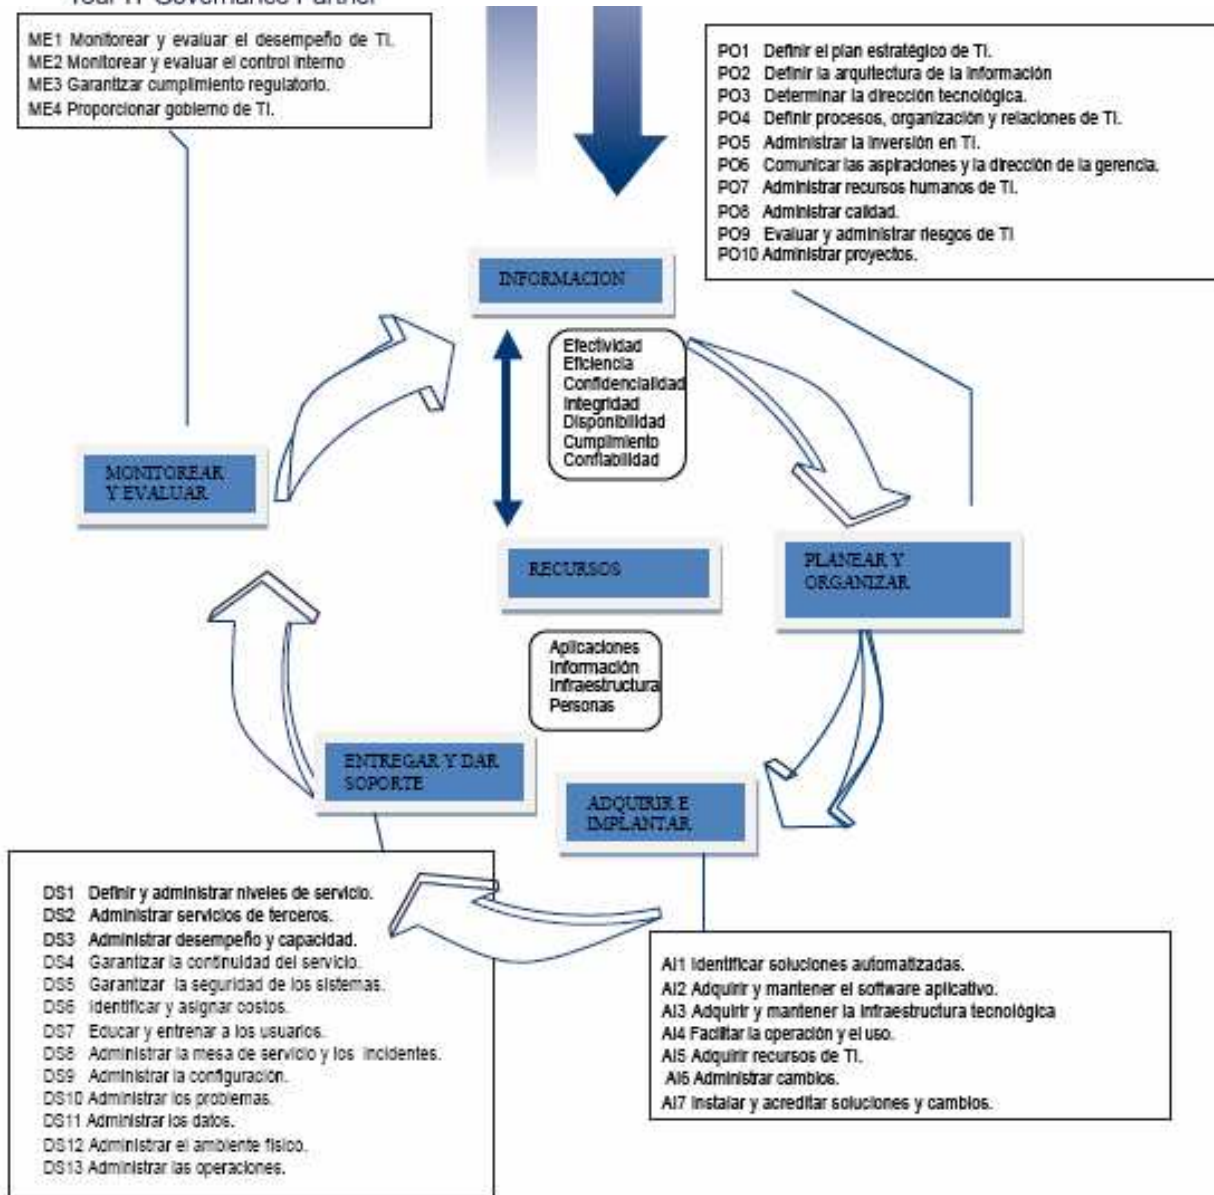 ME1 Monitorear y evaluar el desempeño de TI.
ME2 Monitorear y evaluar el control interno
ME3 Garantizar cumplimiento regulatorio.
ME4 Proporcionar gobierno de TI.
PO1 Definir el plan estratégico de TI.
PO2 Definir la arquitectura de la información
PO3 Determinar la dirección tecnológica.
PO4 Definir procesos, organización y relaciones de TI.
PO5 Administrar la inversión en TI.
PO6 Comunicar las aspiraciones y la dirección de la gerencia.
PO7 Administrar recursos humanos de TI.
PO8 Administrar calidad.
PO9 Evaluar y administrar riesgos de TI
PO10 Administrar proyectos.
INFORMACION
Efectividad
Eficiencia
Confidencialidad
Integridad
Disponibilidad
Cumplimiento
Confiabilidad
MONITOREAR
Y EVALUAR
RECURSOS
PLANEAR Y
ORGANIZAR
Aplicaciones
Información
Infraestructura
Personas
ENTREGAR Y DAR
SOPORTE
ADQUIRIR E
IMPLANTAR
DS1 Definir y administrar niveles de servicio.
DS2 Administrar servicios de terceros.
DS3 Administrar desempeño y capacidad.
DS4 Garantizar la continuidad del servicio.
DS5 Garantizar la seguridad de los sistemas.
DS6 Identificar y asignar costos.
DS7 Educar y entrenar a los usuarios.
DS8 Administrar la mesa de servicio y los incidentes.
DS9 Administrar la configuración.
DS10 Administrar los problemas.
DS11 Administrar los datos.
DS12 Administrar el ambiente físico.
DS13 Administrar las operaciones.
AI1 Identificar soluciones automatizadas.
AI2 Adquirir y mantener el software aplicativo.
AI3 Adquirir y mantener la infraestructura tecnológica
AI4 Facilitar la operación y el uso.
AI5 Adquirir recursos de TI.
AI6 Administrar cambios.
AI7 Instalar y acreditar soluciones y cambios.